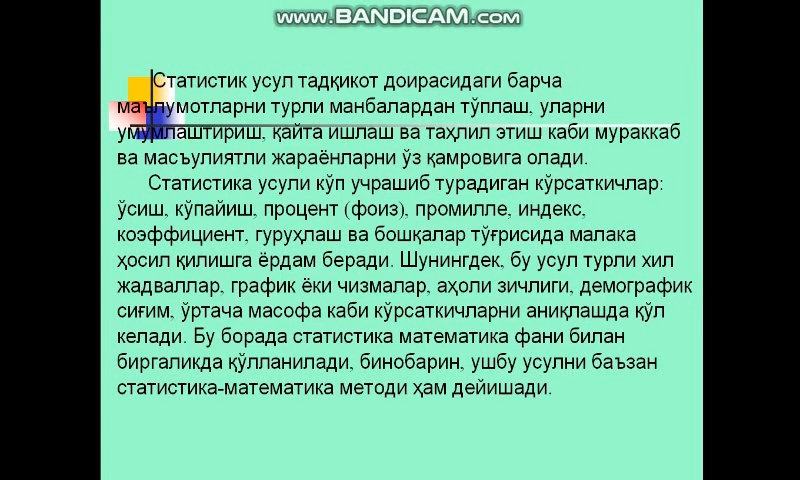 www.BANDICAM.com
Статистик усул тадқикот доирасидаги барча
маълумотларни турли манбалардан тўплаш, уларни
умумлаштириш, қайта ишлаш ва таҳлил этиш каби мураккаб
ва масъулиятли жараёнларни ўз қамровига олади.
Статистика усули кўп учрашиб турадиган кўрсаткичлар:
ўсиш, кўпайиш, процент (фоиз), промилле, индекс,
коэффициент, гуруҳлаш ва бошқалар тўғрисида малака
ҳосил қилишга ёрдам беради. Шунингдек, бу усул турли хил
жадваллар, график ёки чизмалар, аҳоли зичлиги, демографик
сиғим, ўртача масофа каби кўрсаткичларни аниқлашда қўл
келади. Бу борада статистика математика фани билан
биргаликда қўлланилади, бинобарин, ушбу усулни баъзан
статистика-математика методи ҳам дейишади.